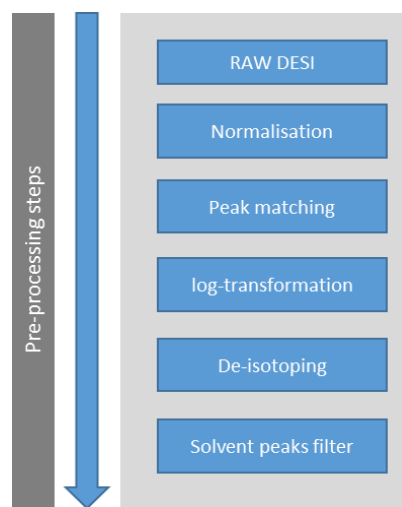 Pre-processing steps
RAW DESI
Normalisation
Peak matching
log-transformation
De-isotoping
Solvent peaks filter